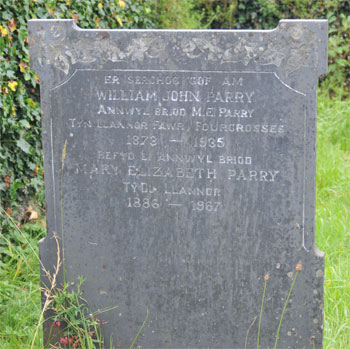 ER SERCHOG GOF AM
WILLIAM JOHN PARRY
ANNWYL BRIOD M.E. PARRY
TYN LLANNOR FAWR, FOURCROSSES
1873 — 1935
HEFYD EI ANNWYL BRIOD
MARY ELIZABETH PARRY
LLANNOR
1886 — 1967